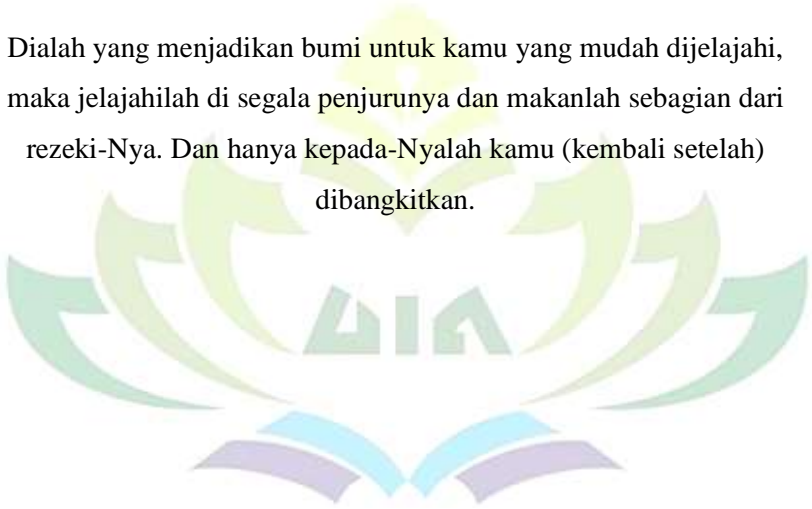 Dialah yang menjadikan bumi untuk kamu yang mudah dijelajahi,
maka jelajahilah di segala penjurunya dan makanlah sebagian dari
rezeki-Nya. Dan hanya kepada-Nyalah kamu (kembali setelah)
dibangkitkan.
UIN